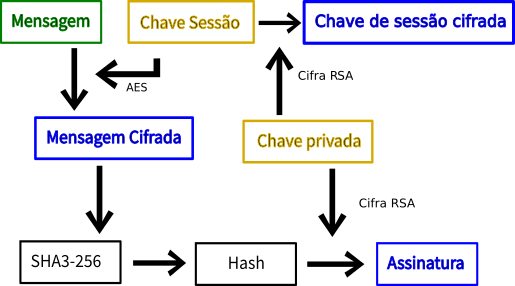 Mensagem
Chave Sessão
Chave de sessão cifrada
AES
Cifra RSA
Mensagem Cifrada
Chave privada
Cifra RSA
SHA3-256
Hash
Assinatura